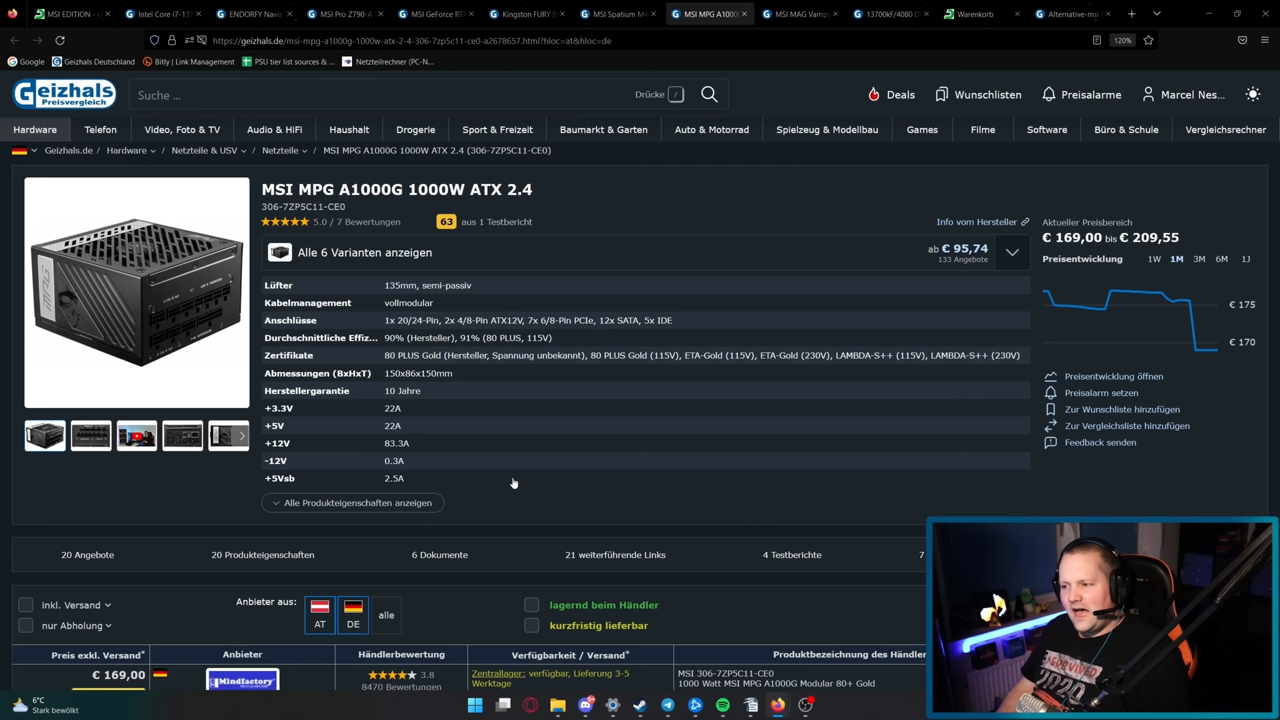 MSI EDITION - LT
Intel Core i7-137
ENDORFY Navis
MSI Pro Z790-A
MSI GeForce RTX
Kingston FURY B
MSI Spatium M4
MSI MPG A1000G
MSI MAG Vamp
13700kF/4080 D
Warenkorb
Alternative-msi
https://geizhals.de/msi-mpg-a1000g-1000w-atx-2-4-306-7zp5c11-ce0-a2678657.html?hloc=at&hloc=de
120%
Google
Geizhals Deutschland
Bitly | Link Management
PSU tier list sources & ...
Netzteilrechner (PC-N...
Geizhals
Preisvergleich
Suche ...
Drücke /
Deals
Wunschlisten
Preisalarme
Marcel Nes...
Hardware
Telefon
Video, Foto & TV
Audio & HiFi
Haushalt
Drogerie
Sport & Freizeit
Baumarkt & Garten
Auto & Motorrad
Spielzeug & Modellbau
Games
Filme
Software
Büro & Schule
Vergleichsrechner
Geizhals.de / Hardware / Netzteile & USV / Netzteile / MSI MPG A1000G 1000W ATX 2.4 (306-7ZP5C11-CE0)
MSI MPG A1000G 1000W ATX 2.4
306-7ZP5C11-CE0
5.0 / 7 Bewertungen
63 aus 1 Testbericht
Info vom Hersteller
Alle 6 Varianten anzeigen
ab € 95,74
133 Angebote
Lüfter 135mm, semi-passiv
Kabelmanagement vollmodular
Anschlüsse 1x 20/24-Pin, 2x 4/8-Pin ATX12V, 7x 6/8-Pin PCIe, 12x SATA, 5x IDE
Durchschnittliche Effiz... 90% (Hersteller), 91% (80 PLUS, 115V)
Zertifikate 80 PLUS Gold (Hersteller, Spannung unbekannt), 80 PLUS Gold (115V), ETA-Gold (115V), ETA-Gold (230V), LAMBDA-S++ (115V), LAMBDA-S++ (230V)
Abmessungen (BxHxT) 150x86x150mm
Herstellergarantie 10 Jahre
+3.3V 22A
+5V 22A
+12V 83.3A
-12V 0.3A
+5Vsb 2.5A
Alle Produkteigenschaften anzeigen
Aktueller Preisbereich
€ 169,00 bis € 209,55
Preisentwicklung 1W 1M 3M 6M 1J
€ 175
€ 170
Preisentwicklung öffnen
Preisalarm setzen
Zur Wunschliste hinzufügen
Zur Vergleichsliste hinzufügen
Feedback senden
20 Angebote
20 Produkteigenschaften
6 Dokumente
21 weiterführende Links
4 Testberichte
7
inkl. Versand
nur Abholung
Anbieter aus:
AT
DE
alle
lagernd beim Händler
kurzfristig lieferbar
Preis exkl. Versand*
Anbieter
Händlerbewertung
Verfügbarkeit / Versand*
Produktbezeichnung des Händlers
€ 169,00
Mindfactory
3.8
8470 Bewertungen
Zentrallager: verfügbar, Lieferung 3-5
Werktage
MSI 306-7ZP5C11-CE0
1000 Watt MSI MPG A1000G Modular 80+ Gold
I SURVIVED
2020
6°C
Stark bewölkt